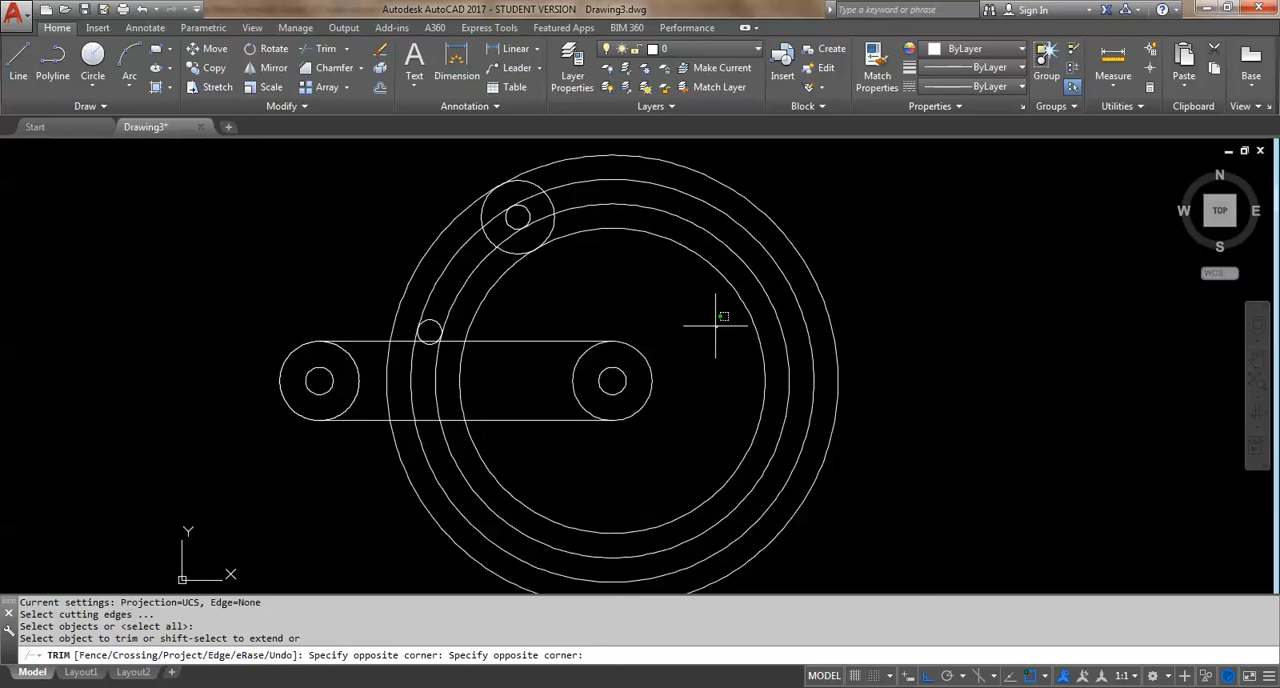 Autodesk AutoCAD 2017 - STUDENT VERSION Drawing3.dwg
Type a keyword or phrase
Sign In
Home Insert Annotate Parametric View Manage Output Add-ins A360 Express Tools Featured Apps BIM 360 Performance
Line Polyline Circle Arc
Move Rotate Trim
Copy Mirror Chamfer
Stretch Scale Array
Text Dimension
Linear
Leader
Table
Layer Properties
0
Make Current
Match Layer
Insert
Create
Edit
Match Properties
ByLayer
ByLayer
ByLayer
Group
Measure
Paste
Base
Draw Modify Annotation Layers Block Properties Groups Utilities Clipboard View
Start Drawing3*
N
W TOP E
S
WCS
Y
X
Current settings: Projection=UCS, Edge=None
Select cutting edges ...
Select objects or <select all>:
Select object to trim or shift-select to extend or
TRIM [Fence/Crossing/Project/Edge/eRase/Undo]: Specify opposite corner: Specify opposite corner:
Model Layout1 Layout2 +
MODEL 1:1